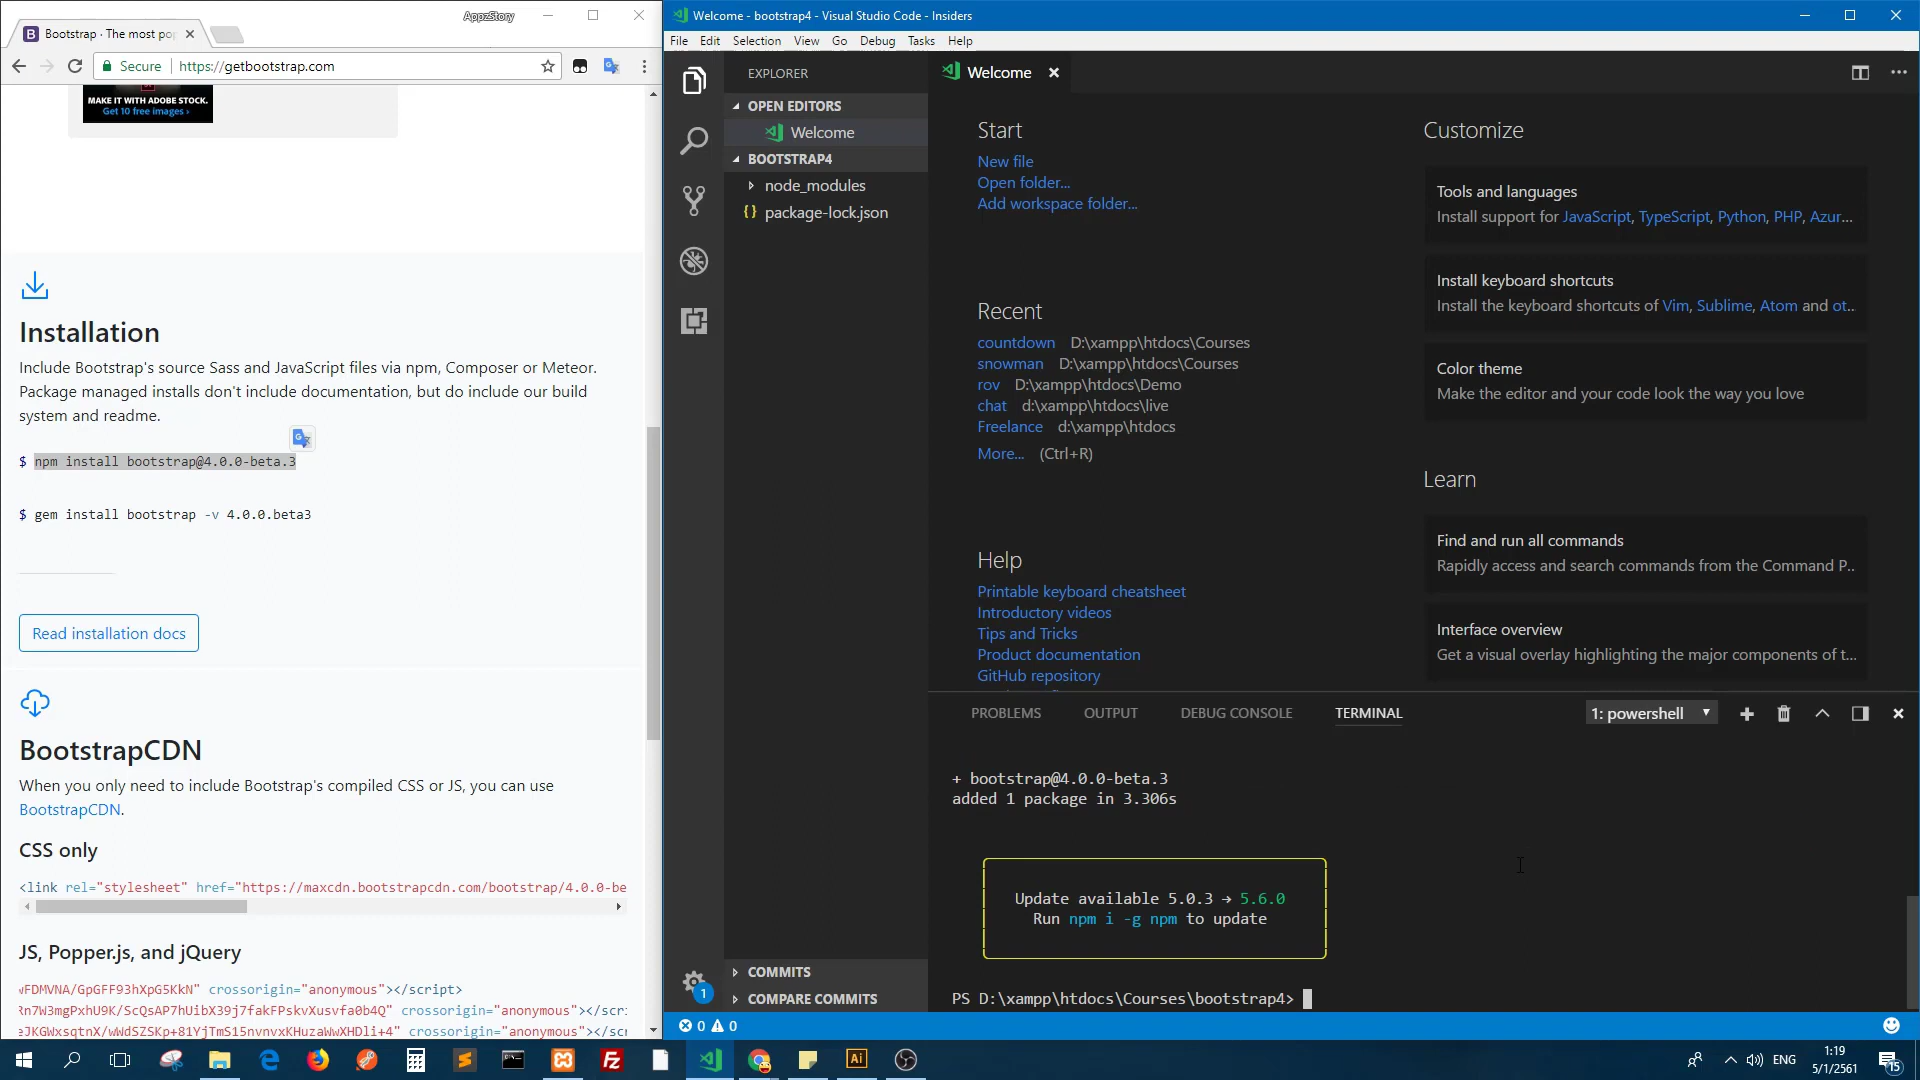 AppzStory
Bootstrap · The most po
Secure
https://getbootstrap.com
MAKE IT WITH ADOBE STOCK.
Get 10 free images ›
Installation
Include Bootstrap's source Sass and JavaScript files via npm, Composer or Meteor.
Package managed installs don't include documentation, but do include our build
system and readme.
$ npm install bootstrap@4.0.0-beta.3
$ gem install bootstrap -v 4.0.0.beta3
Read installation docs
BootstrapCDN
When you only need to include Bootstrap's compiled CSS or JS, you can use
BootstrapCDN.
CSS only
<link rel="stylesheet" href="https://maxcdn.bootstrapcdn.com/bootstrap/4.0.0-be
JS, Popper.js, and jQuery
crossorigin="anonymous"></script>
crossorigin="anonymous"></scri
crossorigin="anonymous"></scr
Welcome - bootstrap4 - Visual Studio Code - Insiders
File Edit Selection View Go Debug Tasks Help
EXPLORER
OPEN EDITORS
Welcome
BOOTSTRAP4
node_modules
{} package-lock.json
COMMITS
COMPARE COMMITS
1
Welcome
Start
New file
Open folder...
Add workspace folder...
Recent
countdown D:\xampp\htdocs\Courses
snowman D:\xampp\htdocs\Courses
rov D:\xampp\htdocs\Demo
chat d:\xampp\htdocs\live
Freelance d:\xampp\htdocs
More... (Ctrl+R)
Help
Printable keyboard cheatsheet
Introductory videos
Tips and Tricks
Product documentation
GitHub repository
Customize
Tools and languages
Install support for JavaScript, TypeScript, Python, PHP, Azur...
Install keyboard shortcuts
Install the keyboard shortcuts of Vim, Sublime, Atom and ot...
Color theme
Make the editor and your code look the way you love
Learn
Find and run all commands
Rapidly access and search commands from the Command P..
Interface overview
Get a visual overlay highlighting the major components of t...
PROBLEMS OUTPUT DEBUG CONSOLE TERMINAL
1: powershell
+ bootstrap@4.0.0-beta.3
added 1 package in 3.306s
Update available 5.0.3 → 5.6.0
Run npm i -g npm to update
PS D:\xampp\htdocs\Courses\bootstrap4>
0 0
Ai
ENG
1:19
5/1/2561
15